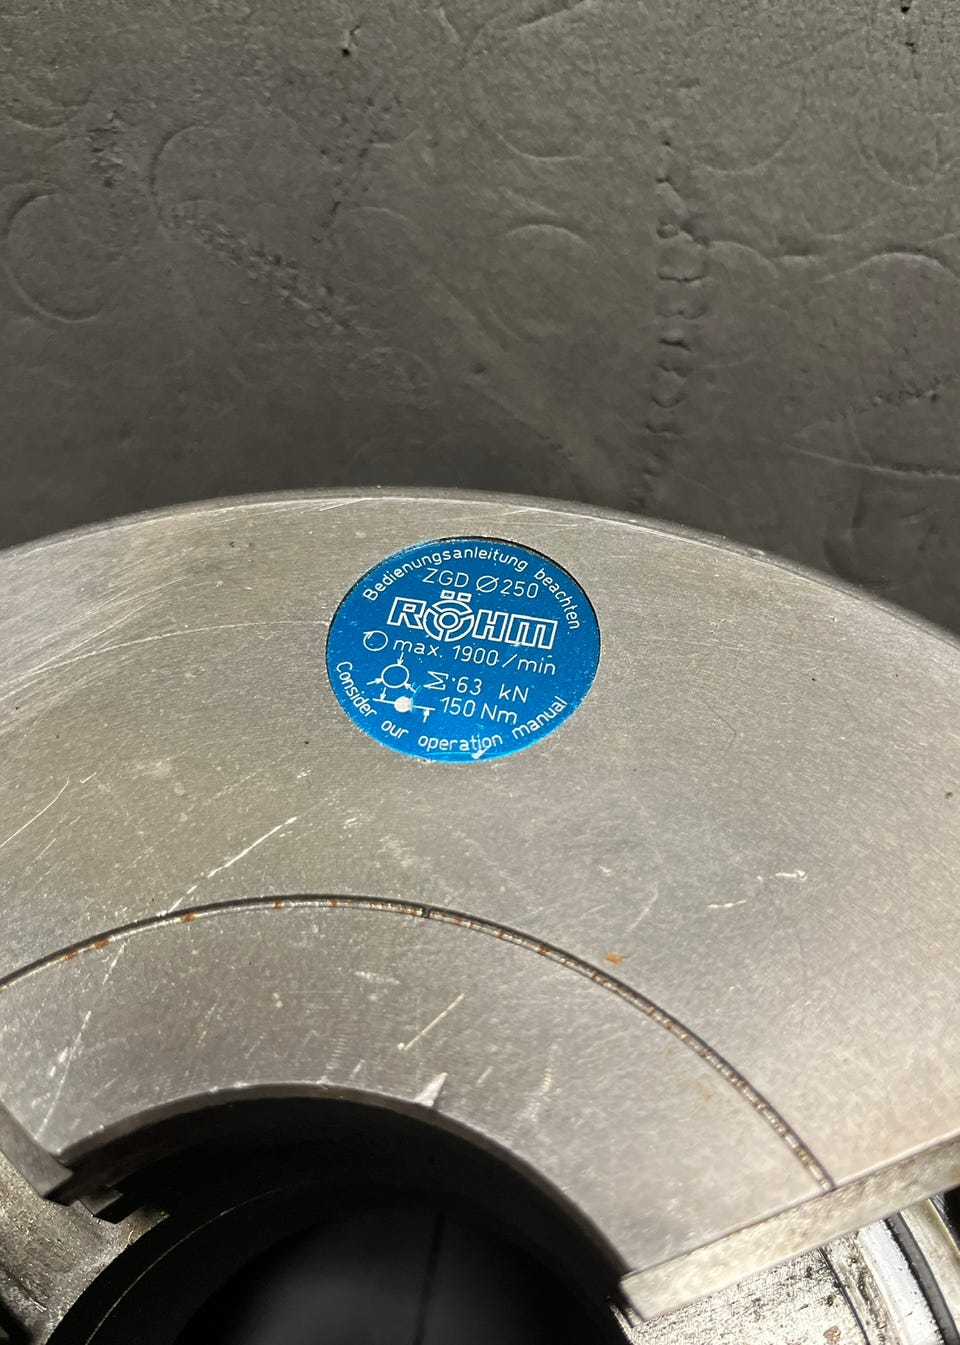 Bedienungsanleitung beachten
ZGD Ø250
RÖHM
max. 1900/min
Σ 63 kN
150 Nm
Consider our operation manual